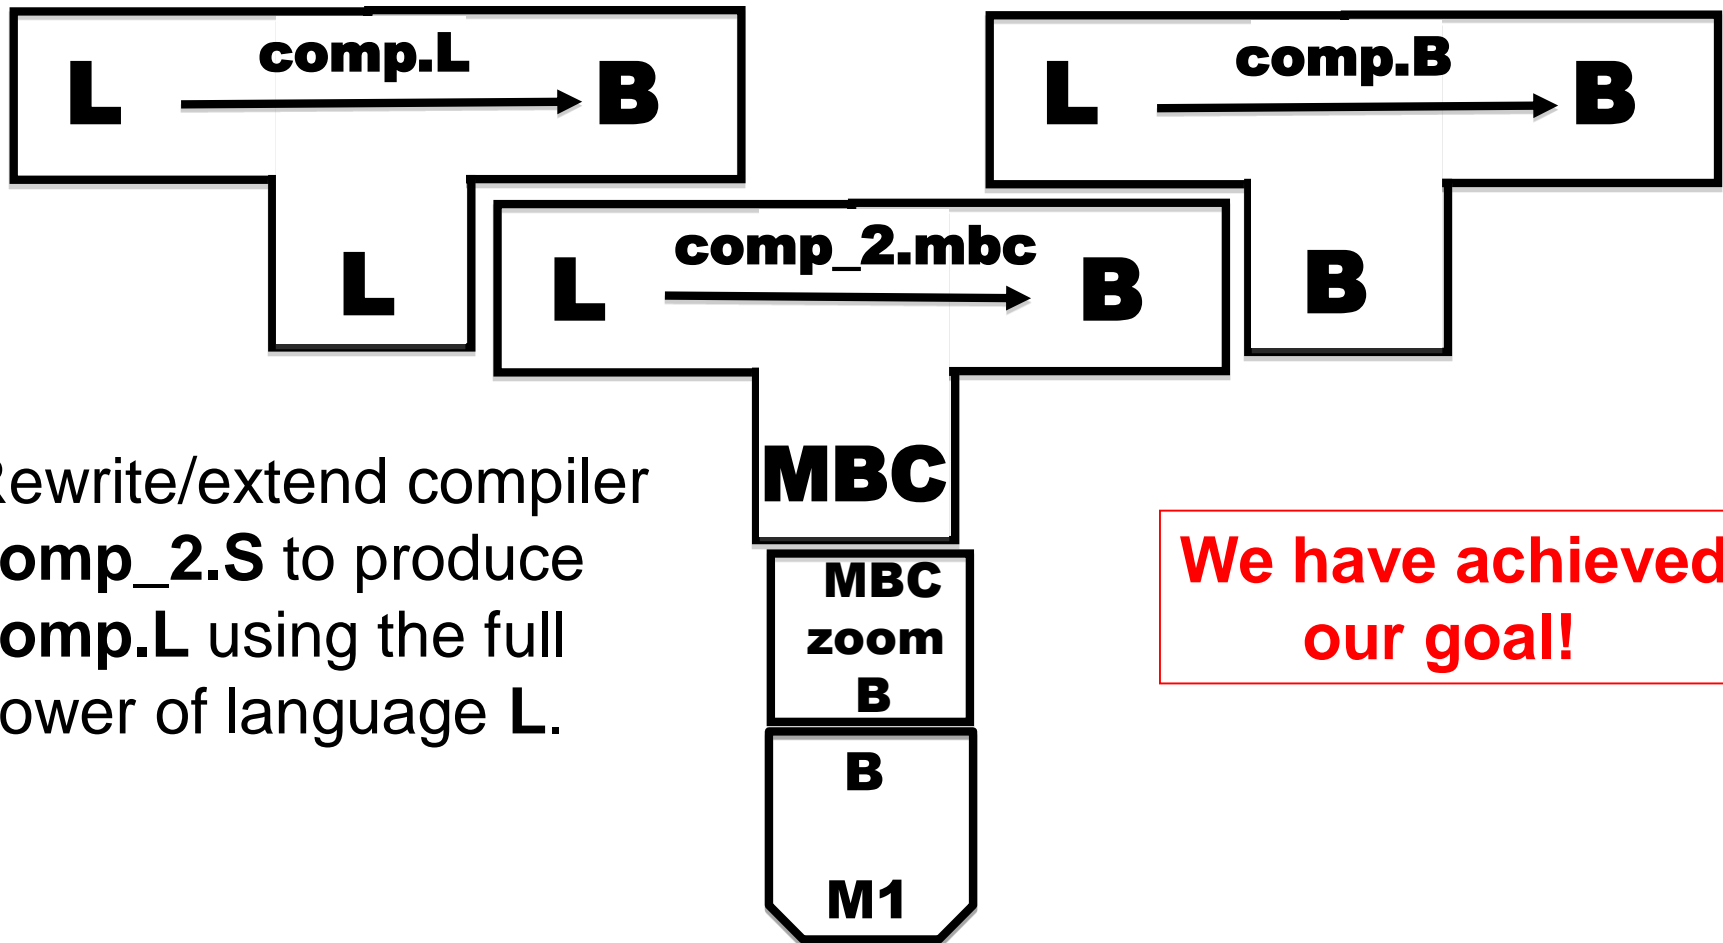 comp.L
L B
L
comp.B
L B
B
comp_2.mbc
L B
MBC
MBC
zoom
B
B
M1
ewrite/extend compiler
omp_2.S to produce
omp.L using the full
ower of language L.
We have achieved
our goal!